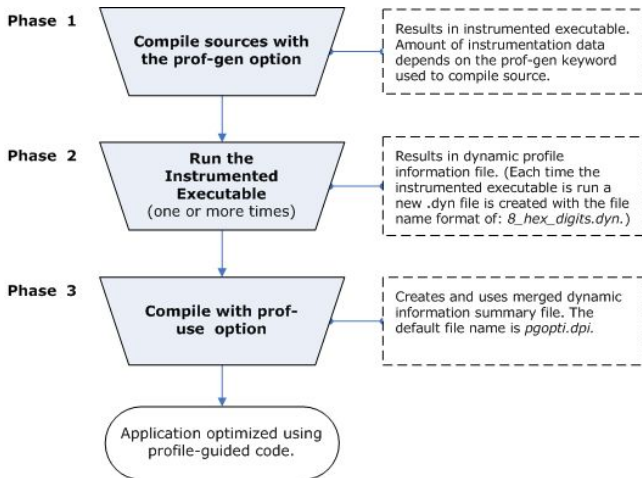 Phase 1
Compile sources with
the prof-gen option
Results in instrumented executable.
Amount of instrumentation data
depends on the prof-gen keyword
used to compile source.
Phase 2
Run the
Instrumented
Executable
(one or more times)
Results in dynamic profile
information file. (Each time the
instrumented executable is run a
new .dyn file is created with the file
name format of: 8_hex_digits.dyn.)
Phase 3
Compile with prof-
use option
Creates and uses merged dynamic
information summary file. The
default file name is pgopti.dpi.
Application optimized using
profile-guided code.